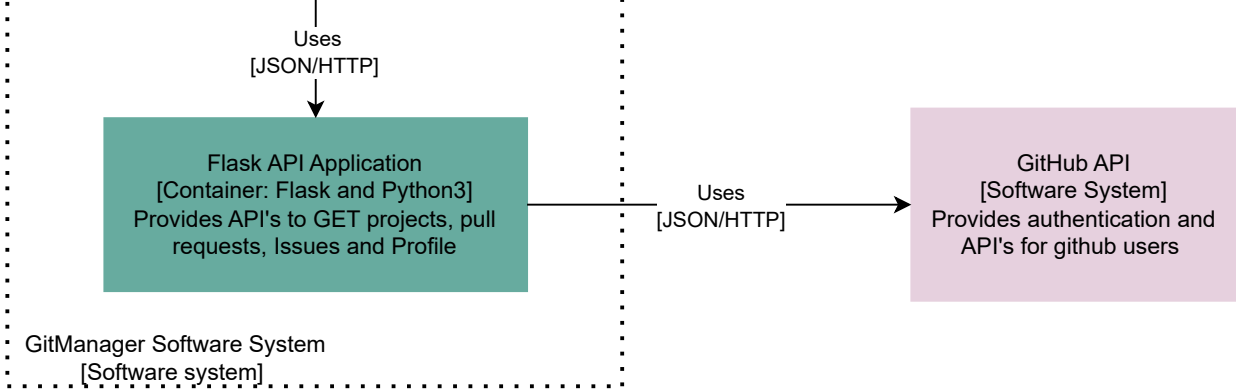 Uses
[JSON/HTTP]
Flask API Application
[Container: Flask and Python3]
Provides API's to GET projects, pull
requests, Issues and Profile
Uses
[JSON/HTTP]
GitHub API
[Software System]
Provides authentication and
API's for github users
GitManager Software System
[Software system]